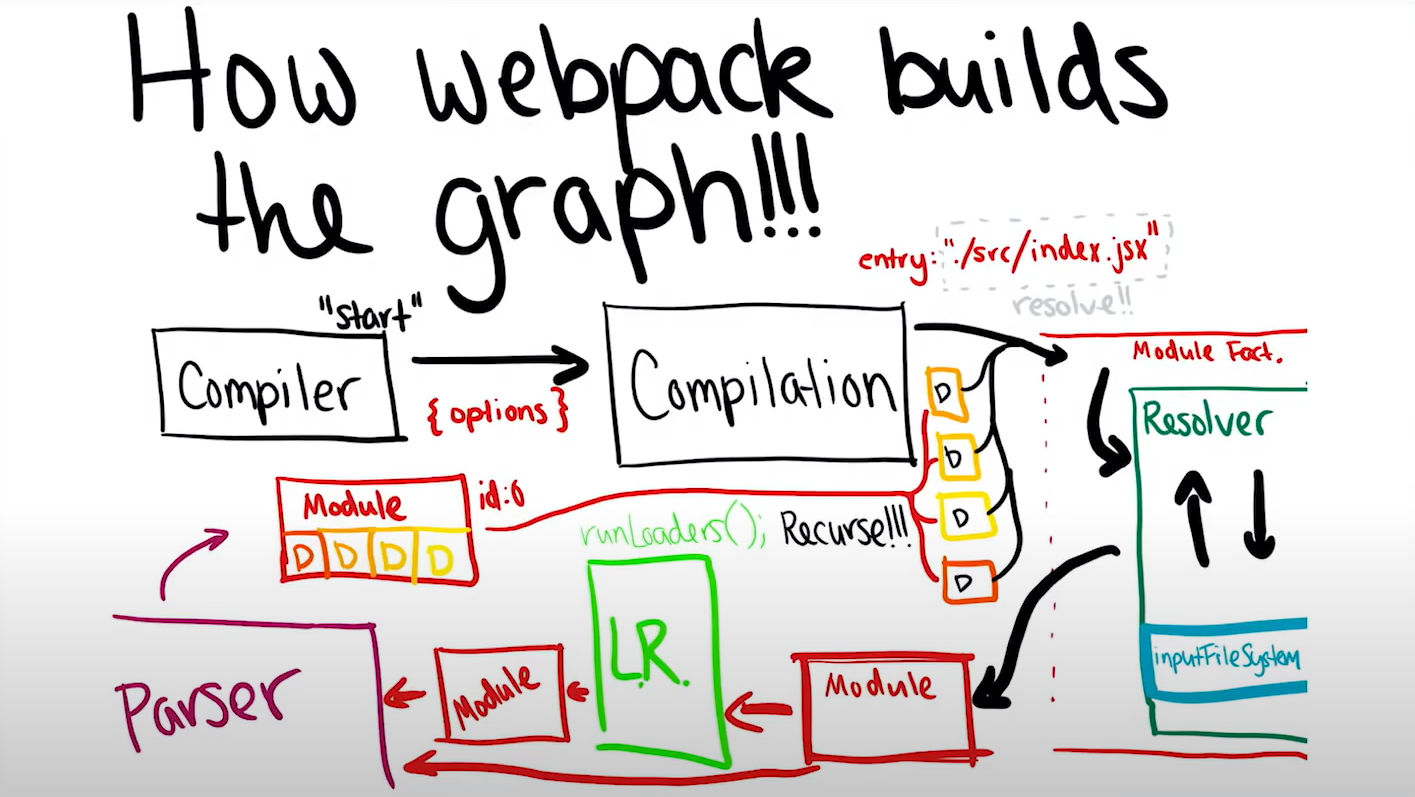 How webpack builds
the graph!!!
entry: "./src/index.jsx"
resolve!!
"start"
Compiler
{options}
Compilation
Module Fact.
Resolver
inputFileSystem
D
D
D
D
Module
id:0
D D D D
runLoaders();
Recurse!!!
L.R.
Parser
Module
Module